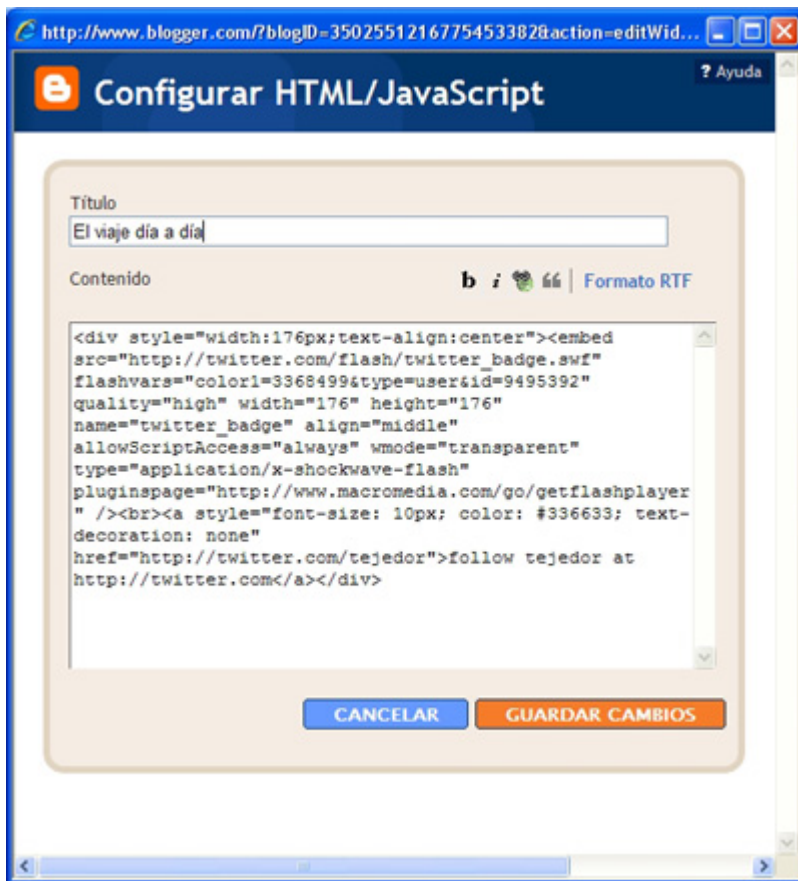 http://www.blogger.com/?blogID=3502551216775453382&action=editWid...
? Ayuda
Configurar HTML/JavaScript
Título
El viaje día a día
Contenido
b i Formato RTF
<div style="width:176px;text-align:center"><embed
src="http://twitter.com/flash/twitter_badge.swf"
flashvars="color1=3368499&type=user&id=9495392"
quality="high" width="176" height="176"
name="twitter_badge" align="middle"
allowScriptAccess="always" wmode="transparent"
type="application/x-shockwave-flash"
pluginspage="http://www.macromedia.com/go/getflashplayer
" /><br><a style="font-size: 10px; color: #336633; text-
decoration: none"
href="http://twitter.com/tejedor">follow tejedor at
http://twitter.com</a></div>
CANCELAR GUARDAR CAMBIOS